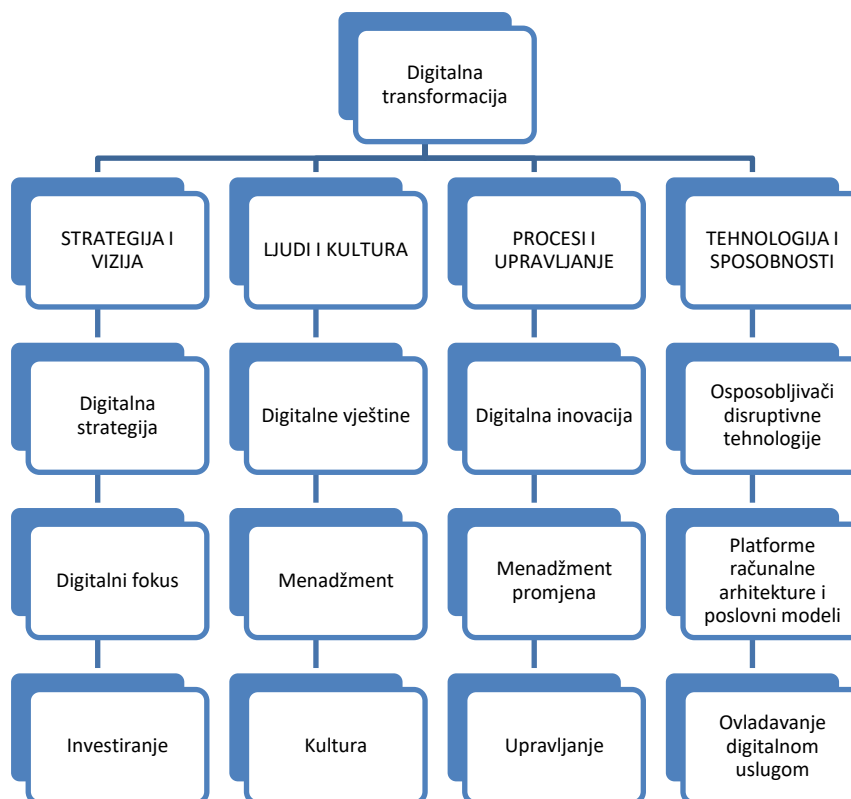 Digitalna
transformacija
STRATEGIJA I
VIZIJA
LJUDI I KULTURA
PROCESI I
UPRAVLJANJE
TEHNOLOGIJA I
SPOSOBNOSTI
Digitalna
strategija
Digitalne vještine
Digitalna inovacija
Osposobljivači
disruptivne
tehnologije
Digitalni fokus
Menadžment
Menadžment
promjena
Platforme
računalne
arhitekture i
poslovni modeli
Investiranje
Kultura
Upravljanje
Ovladavanje
digitalnom
uslugom